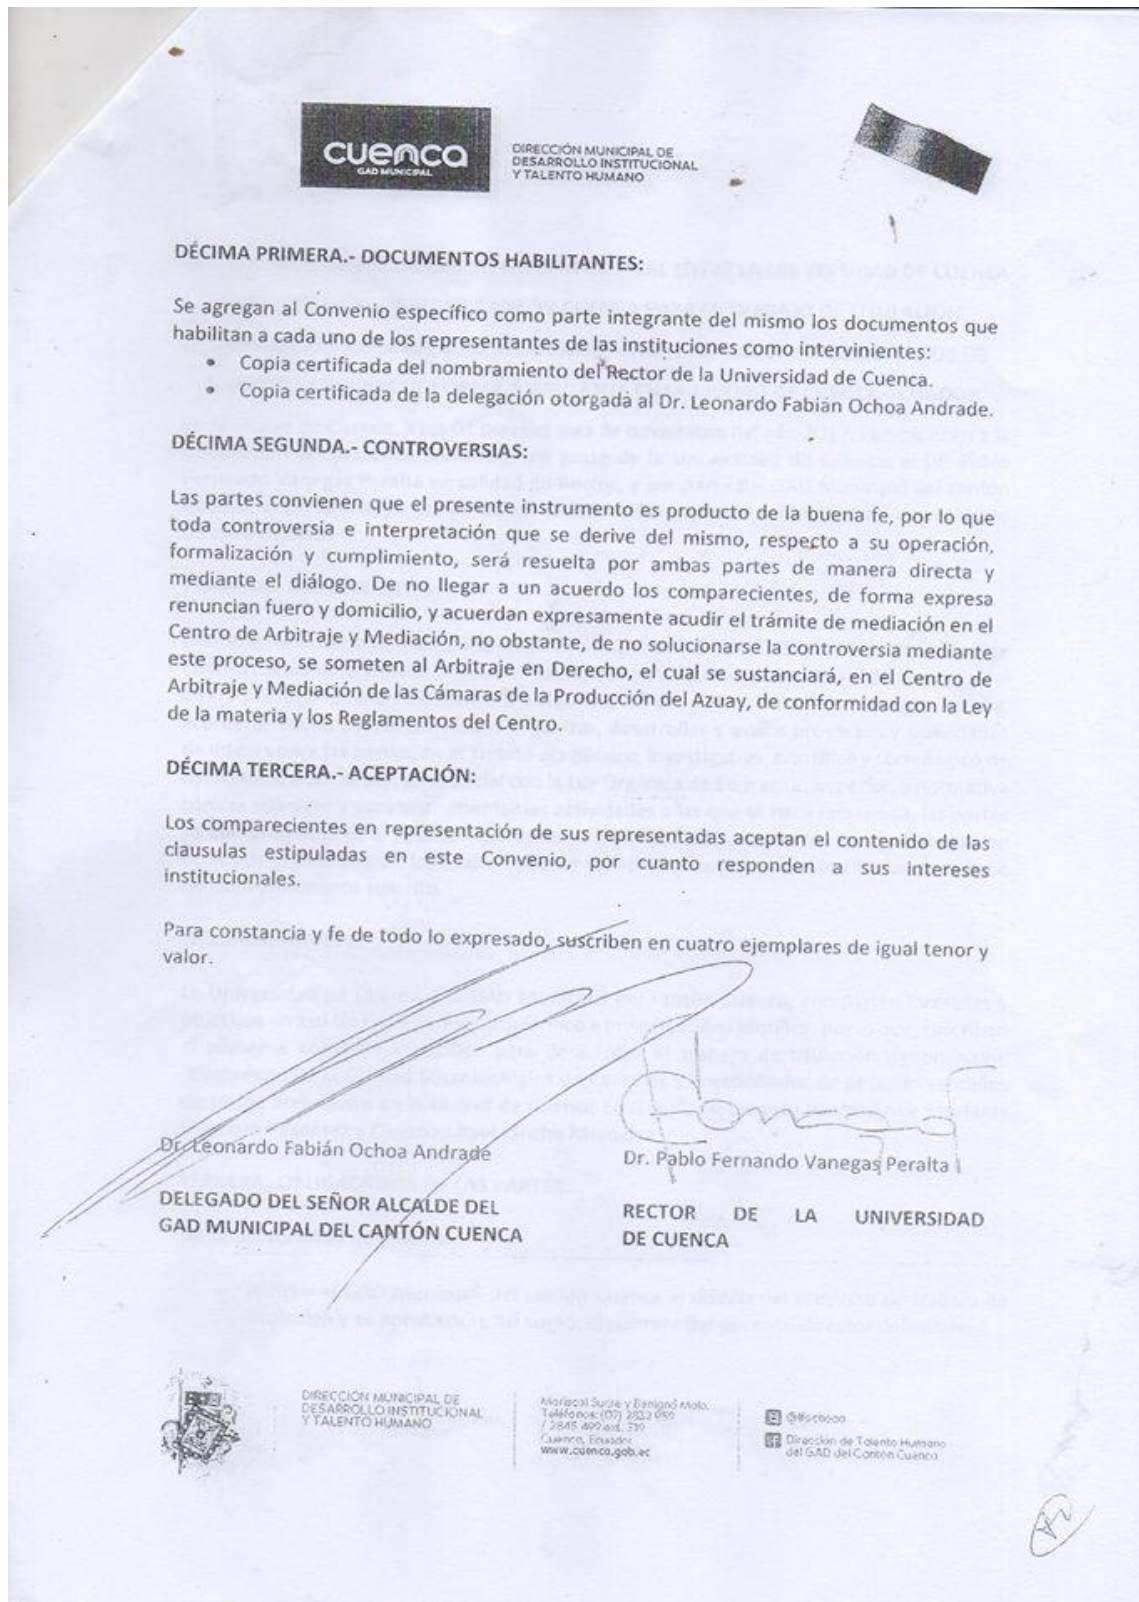 cuenca
GAD MUNICIPAL
DIRECCIÓN MUNICIPAL DE
DESARROLLO INSTITUCIONAL
Y TALENTO HUMANO
DÉCIMA PRIMERA.- DOCUMENTOS HABILITANTES:
Se agregan al Convenio específico como parte integrante del mismo los documentos que
habilitan a cada uno de los representantes de las instituciones como intervinientes:
• Copia certificada del nombramiento del Rector de la Universidad de Cuenca.
• Copia certificada de la delegación otorgada al Dr. Leonardo Fabián Ochoa Andrade.
DÉCIMA SEGUNDA.- CONTROVERSIAS:
Las partes convienen que el presente instrumento es producto de la buena fe, por lo que
toda controversia e interpretación que se derive del mismo, respecto a su operación,
formalización y cumplimiento, será resuelta por ambas partes de manera directa y
mediante el diálogo. De no llegar a un acuerdo los comparecientes, de forma expresa
renuncian fuero y domicilio, y acuerdan expresamente acudir el trámite de mediación en el
Centro de Arbitraje y Mediación, no obstante, de no solucionarse la controversia mediante
este proceso, se someten al Arbitraje en Derecho, el cual se sustanciará, en el Centro de
Arbitraje y Mediación de las Cámaras de la Producción del Azuay, de conformidad con la Ley
de la materia y los Reglamentos del Centro.
DÉCIMA TERCERA.- ACEPTACIÓN:
Los comparecientes en representación de sus representadas aceptan el contenido de las
clausulas estipuladas en este Convenio, por cuanto responden a sus intereses
institucionales.
Para constancia y fe de todo lo expresado, suscriben en cuatro ejemplares de igual tenor y
valor.
Dr. Leonardo Fabián Ochoa Andrade
DELEGADO DEL SEÑOR ALCALDE DEL
GAD MUNICIPAL DEL CANTÓN CUENCA
Dr. Pablo Fernando Vanegas Peralta
RECTOR DE LA UNIVERSIDAD
DE CUENCA
DIRECCIÓN MUNICIPAL DE
DESARROLLO INSTITUCIONAL
Y TALENTO HUMANO
Mariscal Sucre y Benigno Malo.
Teléfonos: (07)
/ 2845 499 ext.
Cuenca, Ecuador
www.cuenca.gob.ec
Dirección de Talento Humano
del GAD del Cantón Cuenca